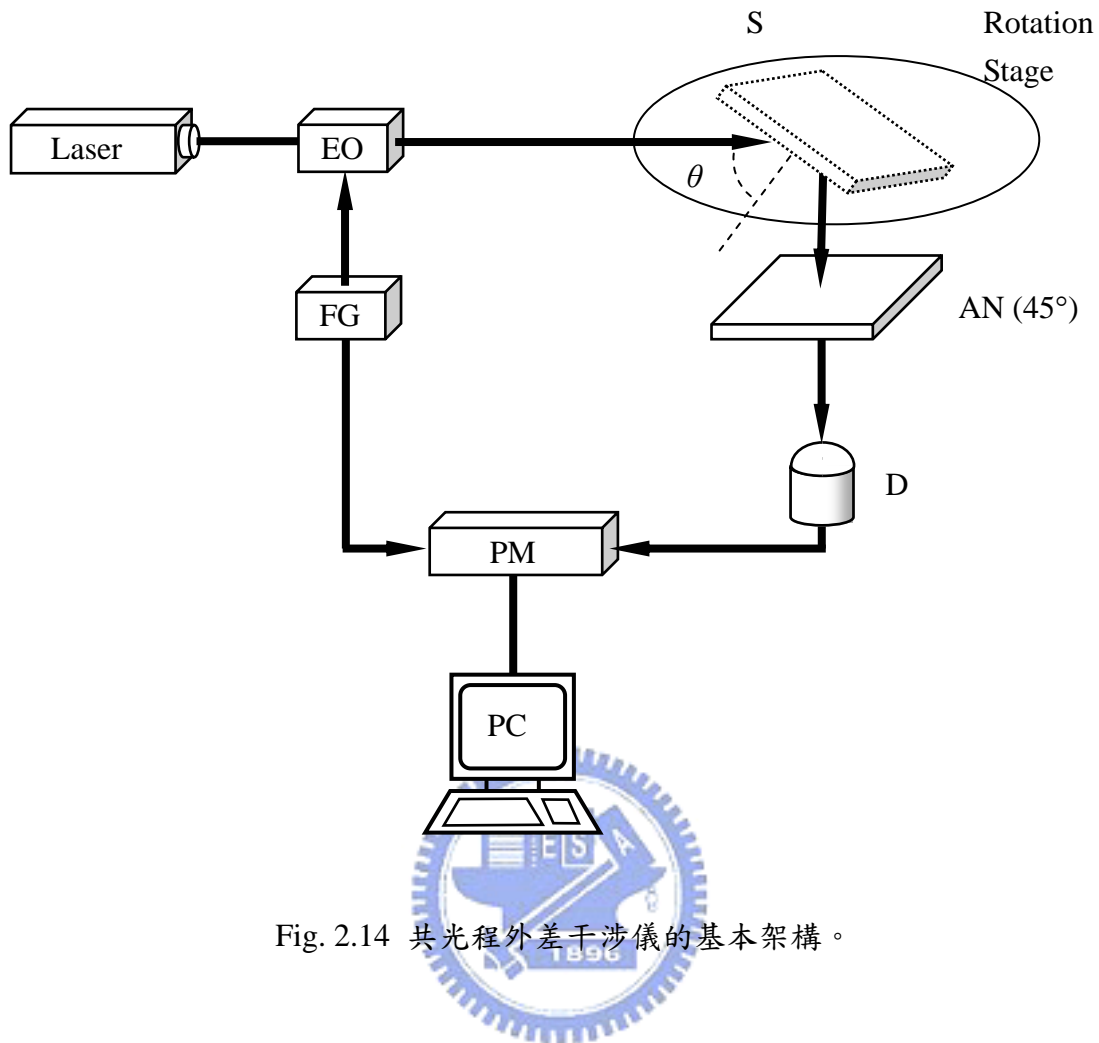 S
Rotation
Stage
Laser
EO
θ
FG
AN (45°)
D
PM
PC
E S A
1896
Fig. 2.14 共光程外差干涉儀的基本架構。